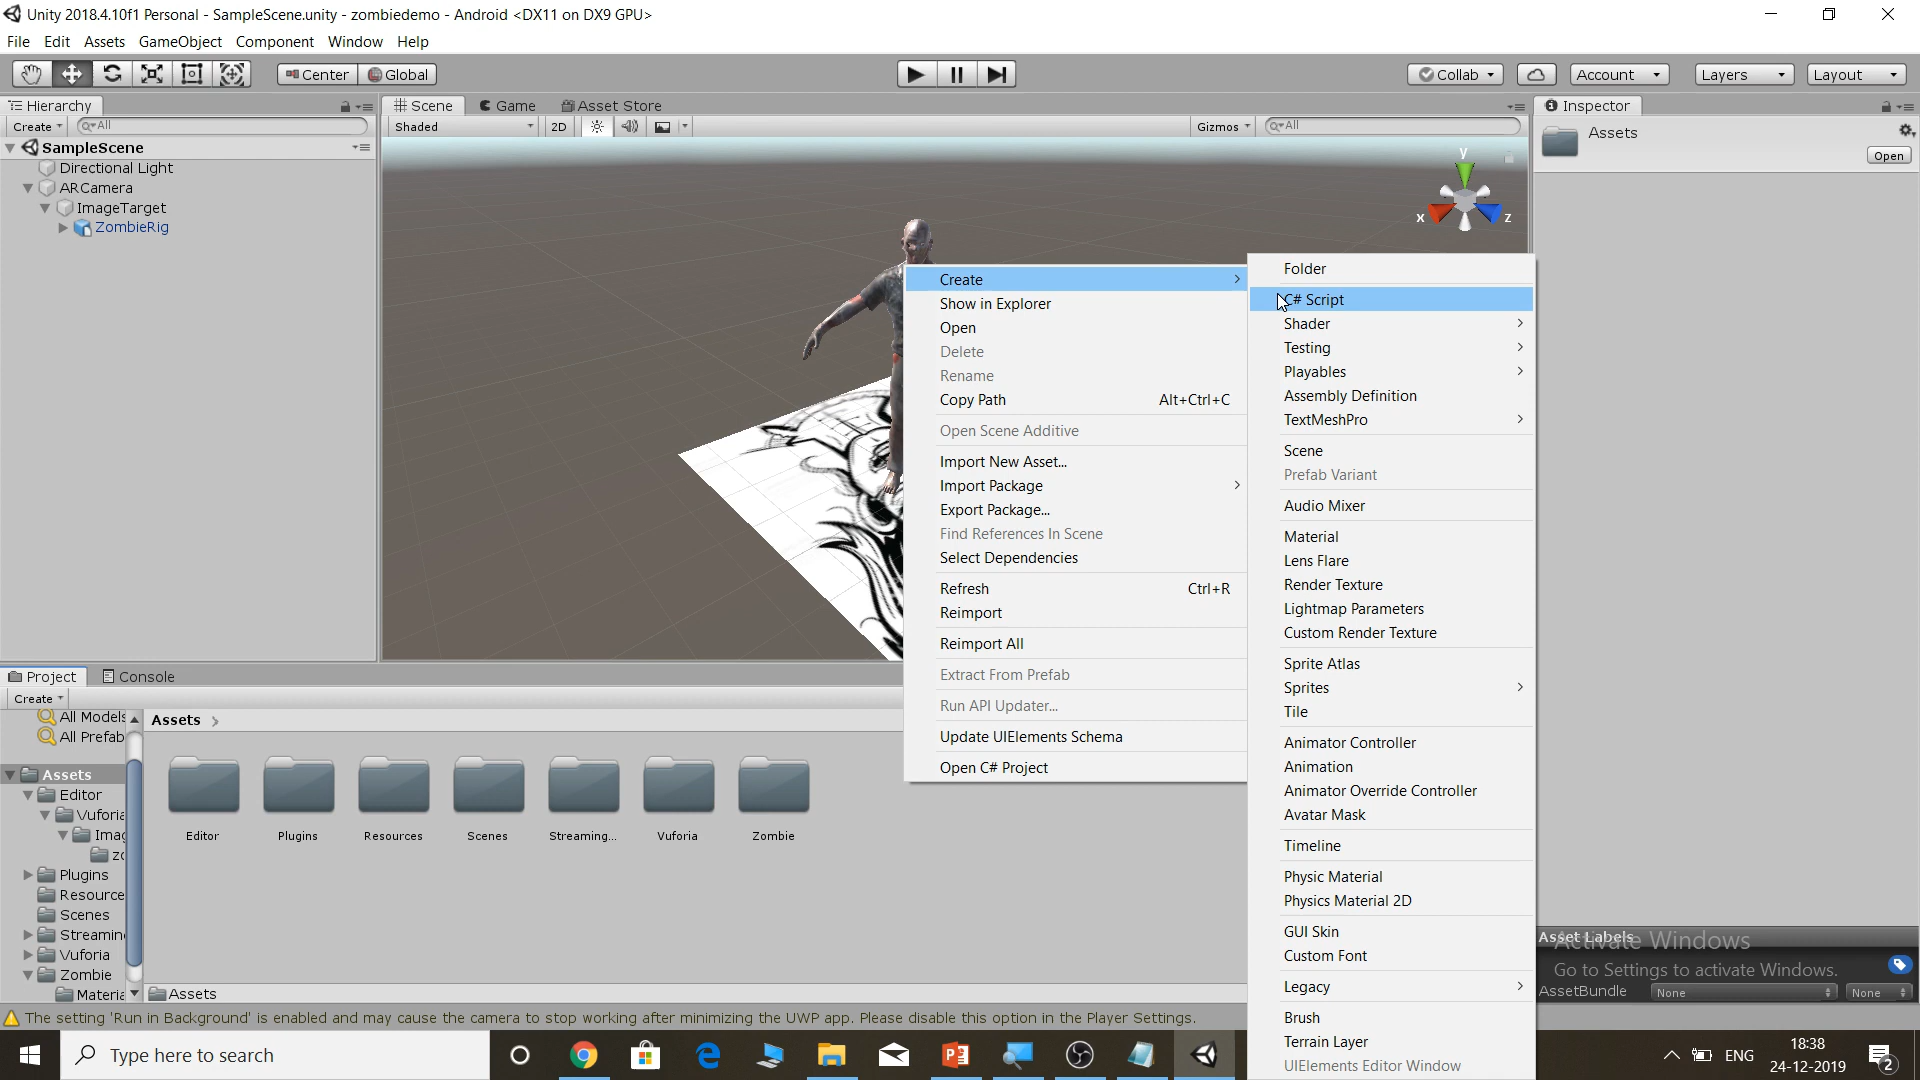 Unity 2018.4.10f1 Personal - SampleScene.unity - zombiedemo - Android <DX11 on DX9 GPU>
File Edit Assets GameObject Component Window Help
Center Global
Collab Account Layers Layout
Hierarchy
Create All
SampleScene
Directional Light
ARCamera
ImageTarget
ZombieRig
Scene Game Asset Store
Shaded 2D Gizmos All
y
x z
Inspector
Assets
Open
Create
Show in Explorer
Open
Delete
Rename
Copy Path Alt+Ctrl+C
Open Scene Additive
Import New Asset...
Import Package
Export Package...
Find References In Scene
Select Dependencies
Refresh Ctrl+R
Reimport
Reimport All
Extract From Prefab
Run API Updater...
Update UIElements Schema
Open C# Project
Folder
C# Script
Shader
Testing
Playables
Assembly Definition
TextMeshPro
Scene
Prefab Variant
Audio Mixer
Material
Lens Flare
Render Texture
Lightmap Parameters
Custom Render Texture
Sprite Atlas
Sprites
Tile
Animator Controller
Animation
Animator Override Controller
Avatar Mask
Timeline
Physic Material
Physics Material 2D
GUI Skin
Custom Font
Legacy
Brush
Terrain Layer
UIElements Editor Window
Project Console
Create
All Models
All Prefab
Assets
Editor
Vuforia
Imag
zo
Plugins
Resource
Scenes
Streamin
Vuforia
Zombie
Materia
Assets
Editor Plugins Resources Scenes Streaming... Vuforia Zombie
Assets
Asset Labels
Activate Windows
Go to Settings to activate Windows.
AssetBundle None None
The setting 'Run in Background' is enabled and may cause the camera to stop working after minimizing the UWP app. Please disable this option in the Player Settings.
Type here to search
ENG
18:38
24-12-2019
2